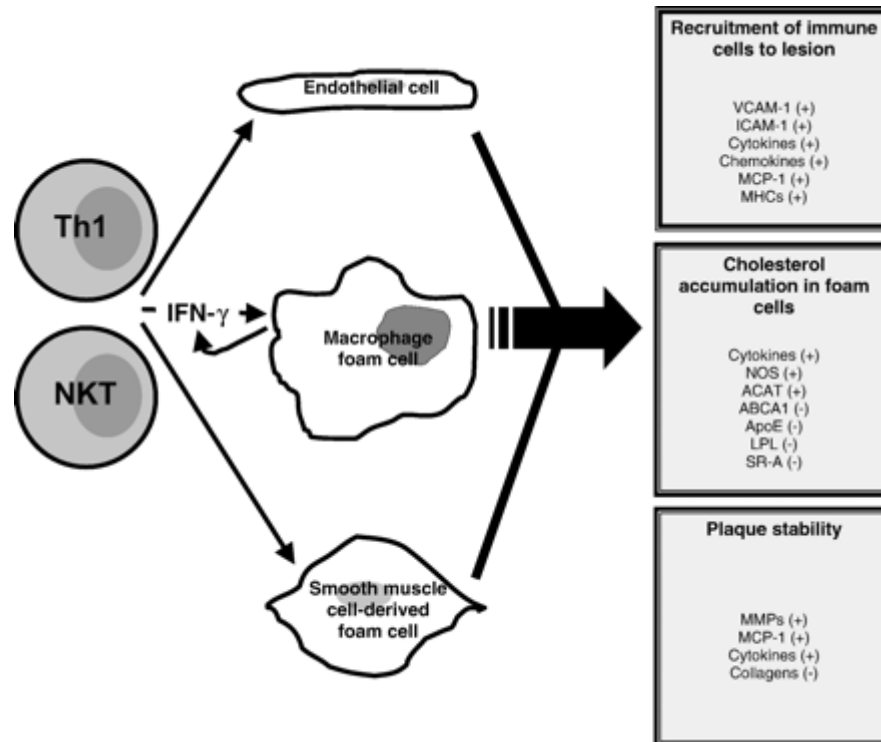 Th1
NKT
IFN-γ
Endothelial cell
Macrophage
foam cell
Smooth muscle
cell-derived
foam cell
Recruitment of immune
cells to lesion
VCAM-1 (+)
ICAM-1 (+)
Cytokines (+)
Chemokines (+)
MCP-1 (+)
MHCs (+)
Cholesterol
accumulation in foam
cells
Cytokines (+)
NOS (+)
ACAT (+)
ABCA1 (-)
ApoE (-)
LPL (-)
SR-A (-)
Plaque stability
MMPs (+)
MCP-1 (+)
Cytokines (+)
Collagens (-)